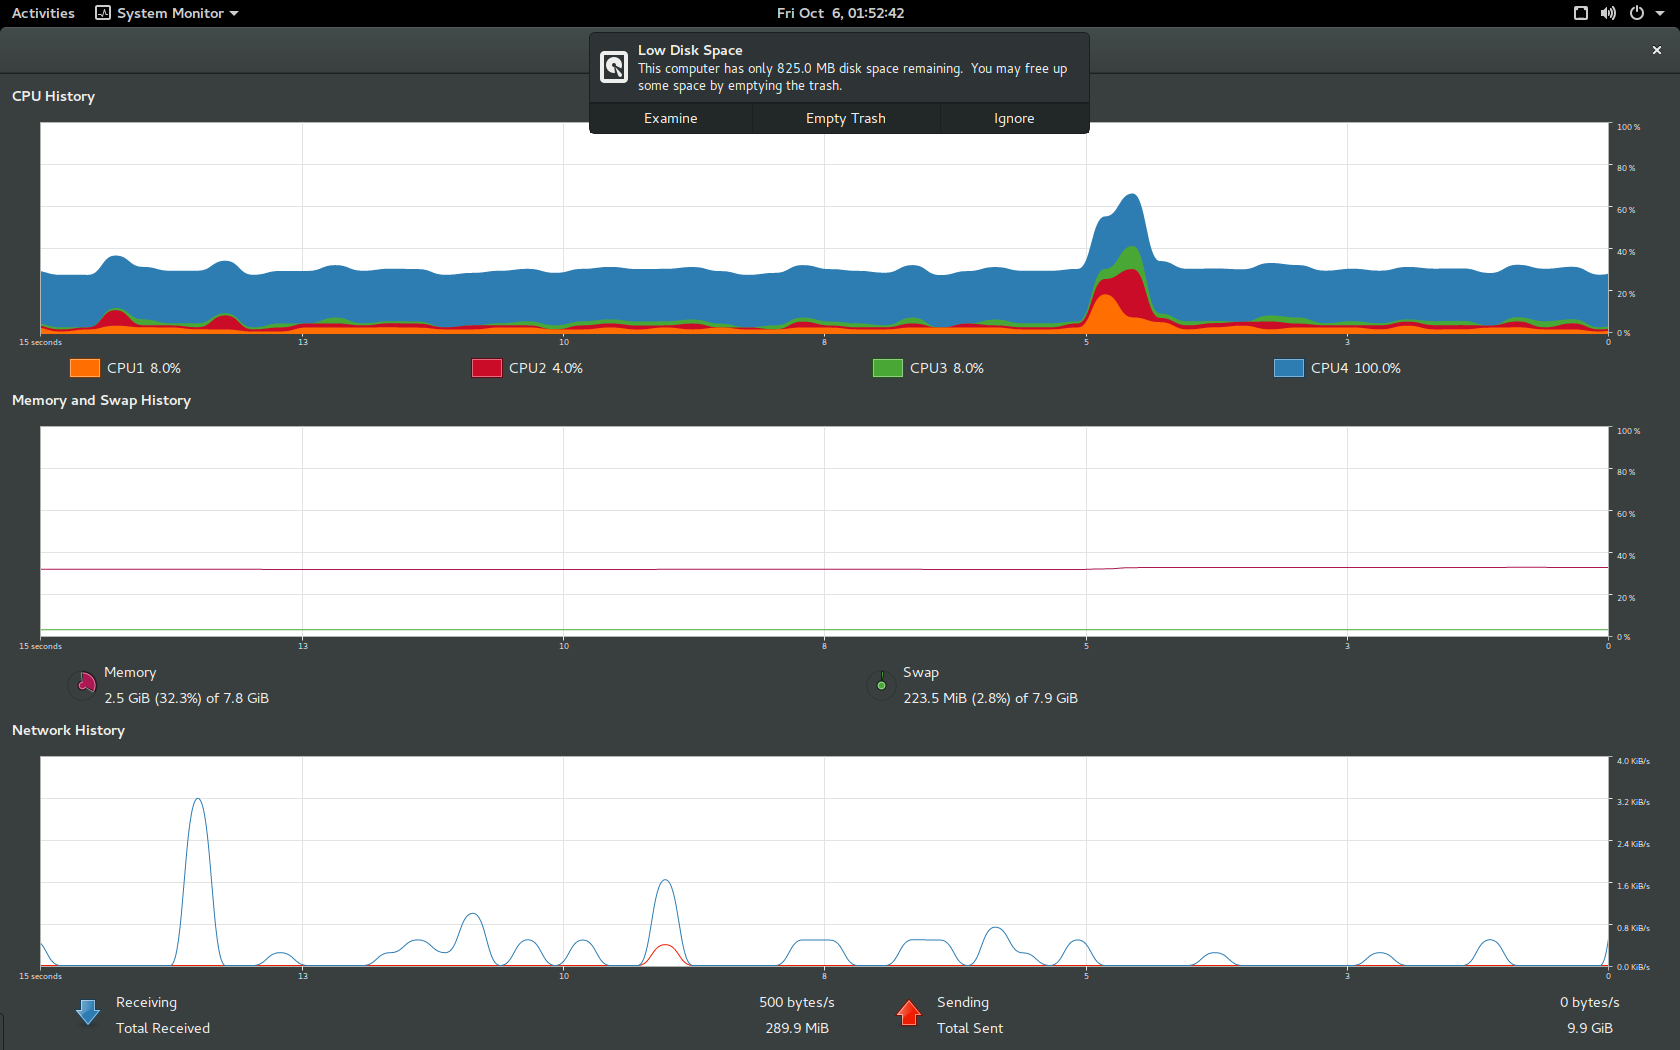 Activities System Monitor Fri Oct 6, 01:52:42
Low Disk Space
This computer has only 825.0 MB disk space remaining. You may free up
some space by emptying the trash.
Examine Empty Trash Ignore
CPU History
100 %
80 %
60 %
40 %
20 %
0 %
15 seconds 13 10 8 5 3 0
CPU1 8.0% CPU2 4.0% CPU3 8.0% CPU4 100.0%
Memory and Swap History
100 %
80 %
60 %
40 %
20 %
0 %
15 seconds 13 10 8 5 3 0
Memory
2.5 GiB (32.3%) of 7.8 GiB
Swap
223.5 MiB (2.8%) of 7.9 GiB
Network History
4.0 KiB/s
3.2 KiB/s
2.4 KiB/s
1.6 KiB/s
0.8 KiB/s
0.0 KiB/s
15 seconds 13 10 8 5 3 0
Receiving 500 bytes/s
Total Received 289.9 MiB
Sending 0 bytes/s
Total Sent 9.9 GiB